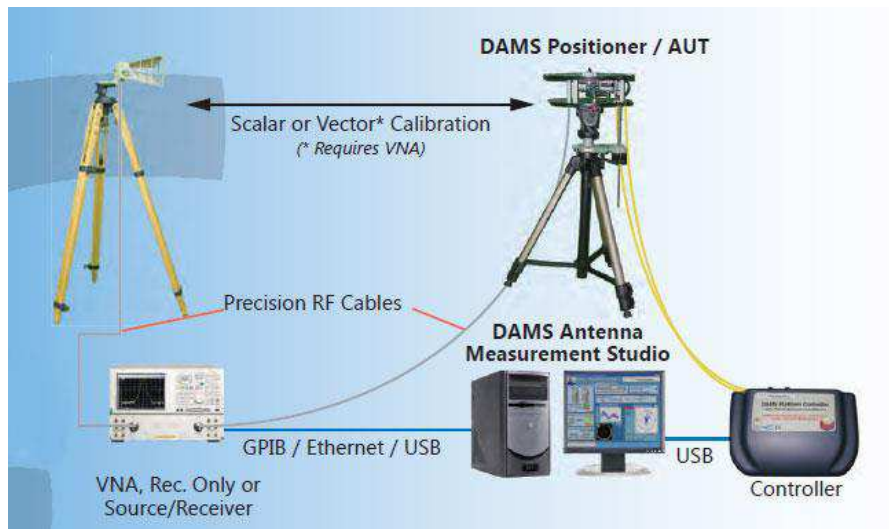 DAMS Positioner / AUT
Scalar or Vector* Calibration
(* Requires VNA)
Precision RF Cables
DAMS Antenna
Measurement Studio
GPIB / Ethernet / USB
USB
VNA, Rec. Only or
Source/Receiver
Controller